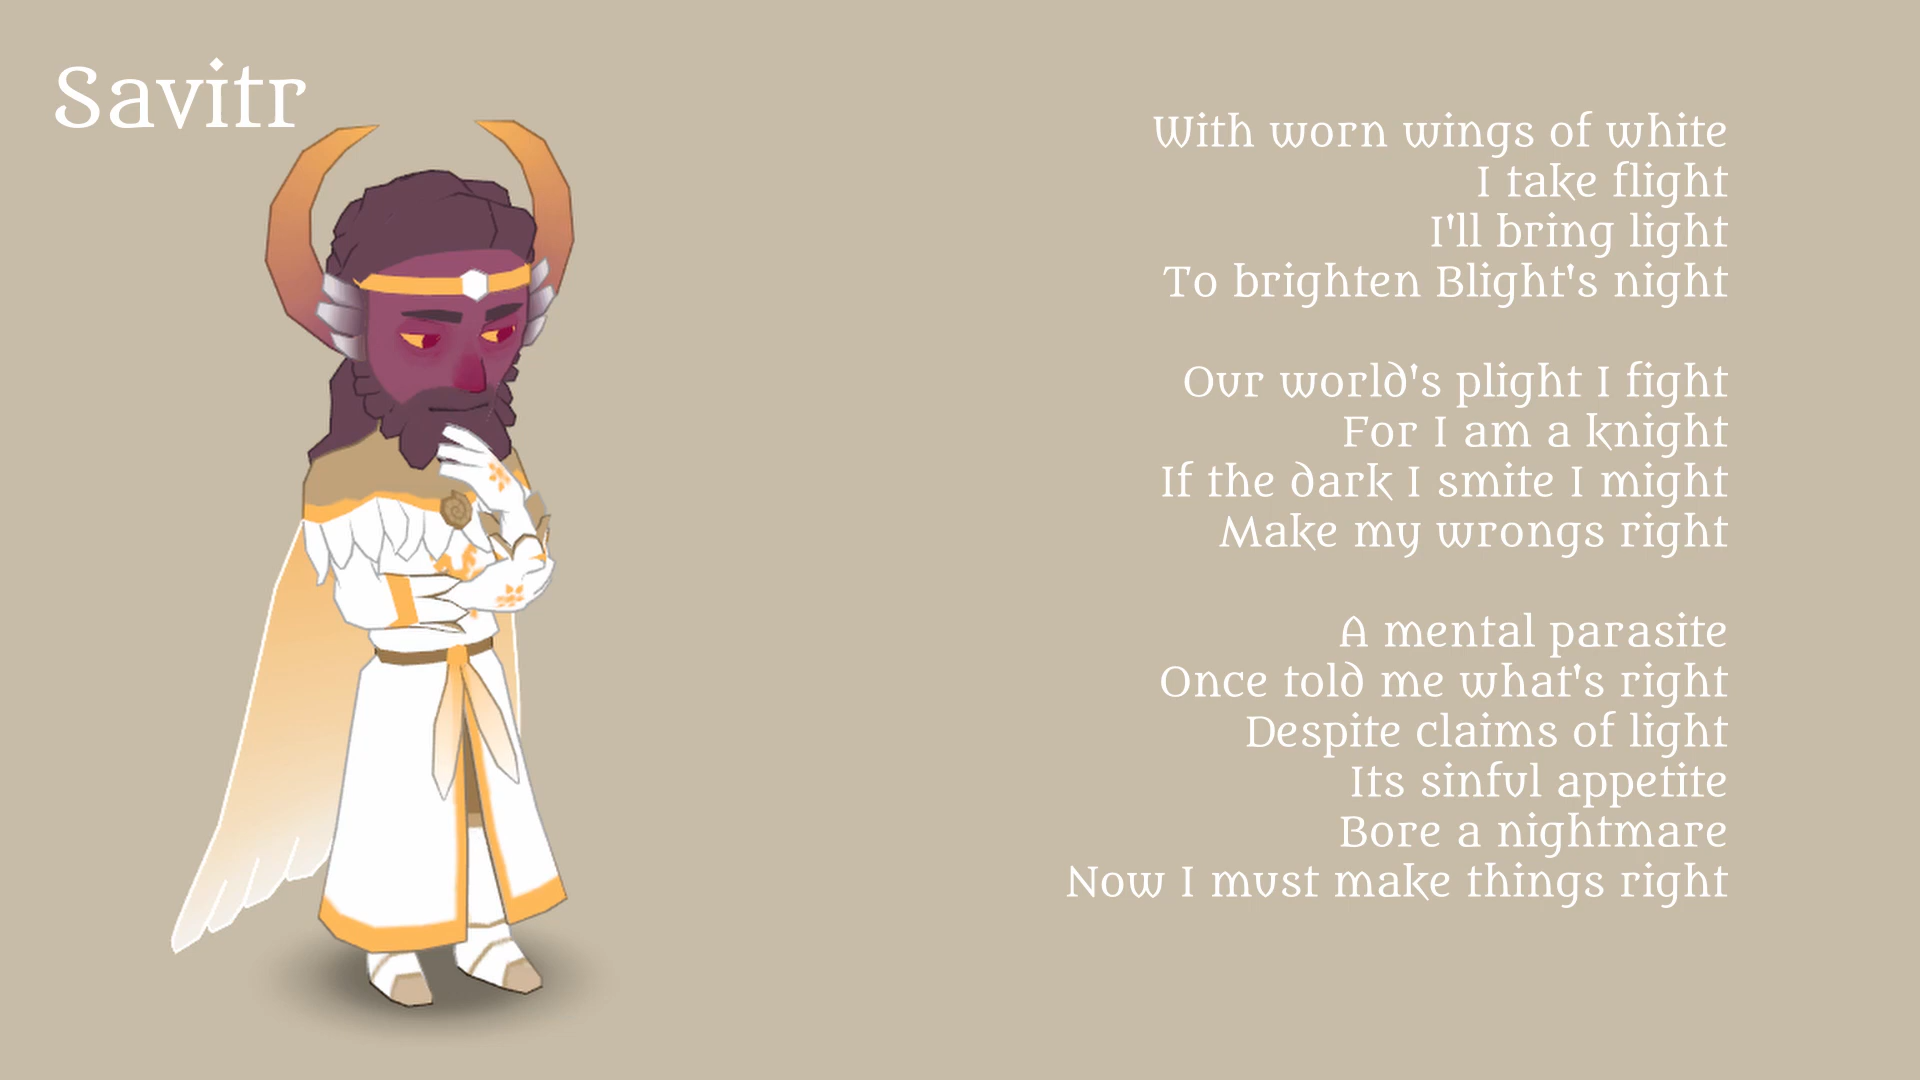 Savitr
With worn wings of white
I take flight
I'll bring light
To brighten Blight's night
Our world's plight I fight
For I am a knight
If the dark I smite I might
Make my wrongs right
A mental parasite
Once told me what's right
Despite claims of light
Its sinful appetite
Bore a nightmare
Now I must make things right